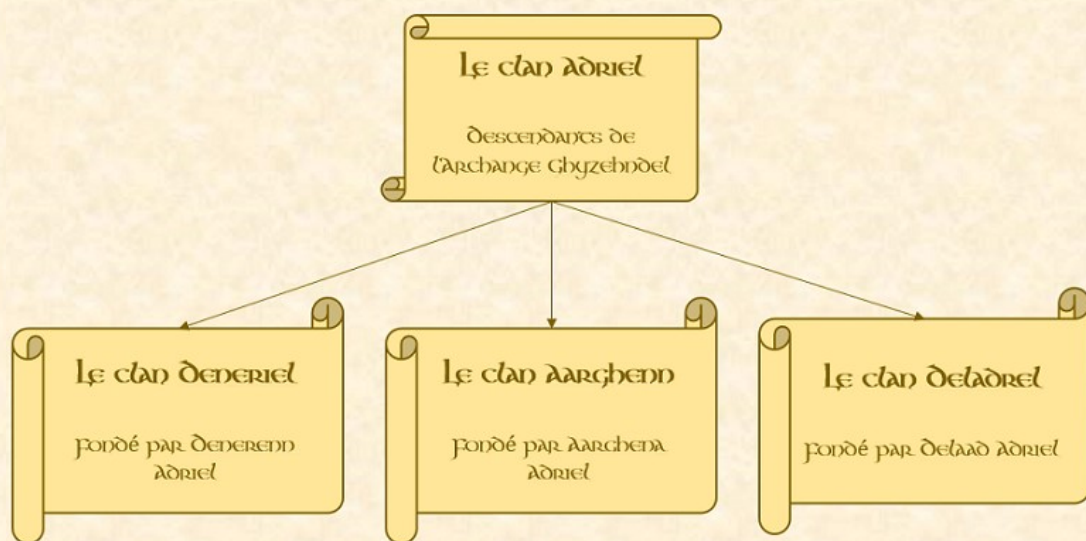 Le clan Adriel
Descendants de
l'Archange Ghyzehndel
Le clan Deneriel
Fondé par Denerenn
Adriel
Le clan Aarghenn
Fondé par Aarghena
Adriel
Le clan Deladrel
Fondé par Delaad Adriel